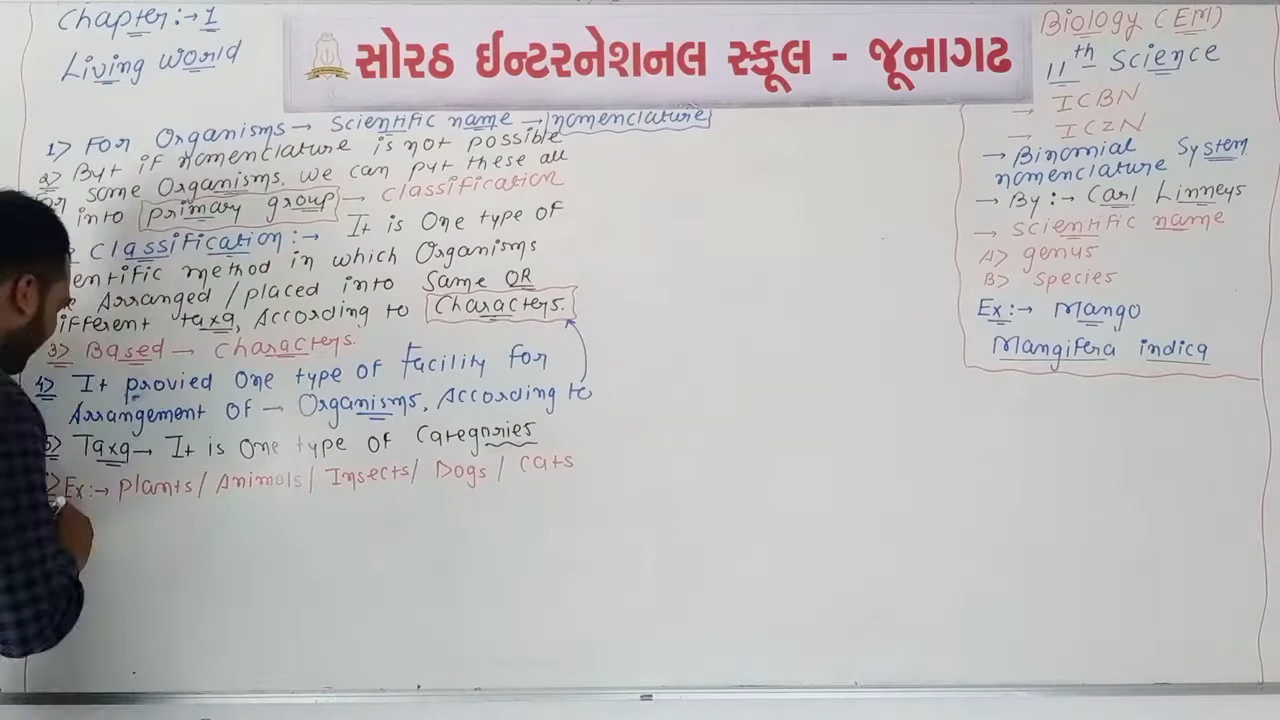 Chapter:→ 1
Living World
સોરઠ ઈન્ટરનેશનલ સ્કૂલ - જૂનાગઢ
1> For Organisms → Scientific name → nomenclature
2> But if nomenclature is not possible
some Organisms. we can put these all
into primary group → Classification
Classification:→ It is One type of
entific method in which Organisms
Arranged / placed into Same OR
ifferent taxa, According to Characters.
3> Based → Characters.
4> It provied One type of Facility For
Arrangement OF → Organisms, According to
5> Taxa → It is One type of Categories
> Ex:→ Plants / Animals / Insects / Dogs / Cats
Biology (EM)
11th Science
→ ICBN
→ ICZN
→ Binomial System
nomenclature
→ By:→ Carl Linneys
→ Scientific name
A> genus
B> Species
Ex:→ Mango
Mangifera indica